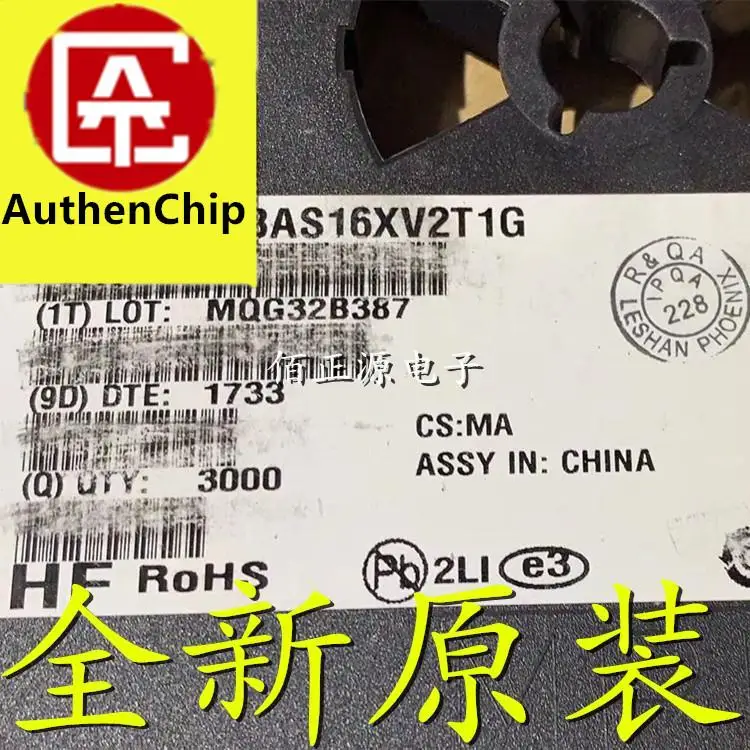 AuthenChip
BAS16XV2T1G
(1T) LOT: MQG32B387
佰正源电子
(9D) DTE: 1733
(Q) QTY: 3000
CS:MA
ASSY IN: CHINA
R & QA
IPQA
228
LESHAN PHOENIX
HF RoHS
Pb 2LI e3
全新原装